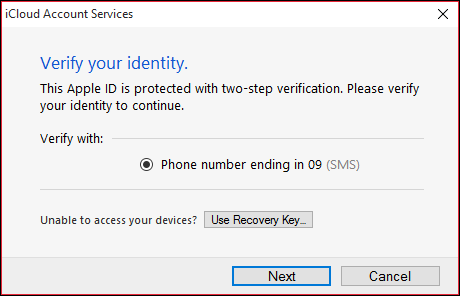 iCloud Account Services
Verify your identity.
This Apple ID is protected with two-step verification. Please verify
your identity to continue.
Verify with:
Phone number ending in 09 (SMS)
Unable to access your devices? Use Recovery Key...
Next Cancel